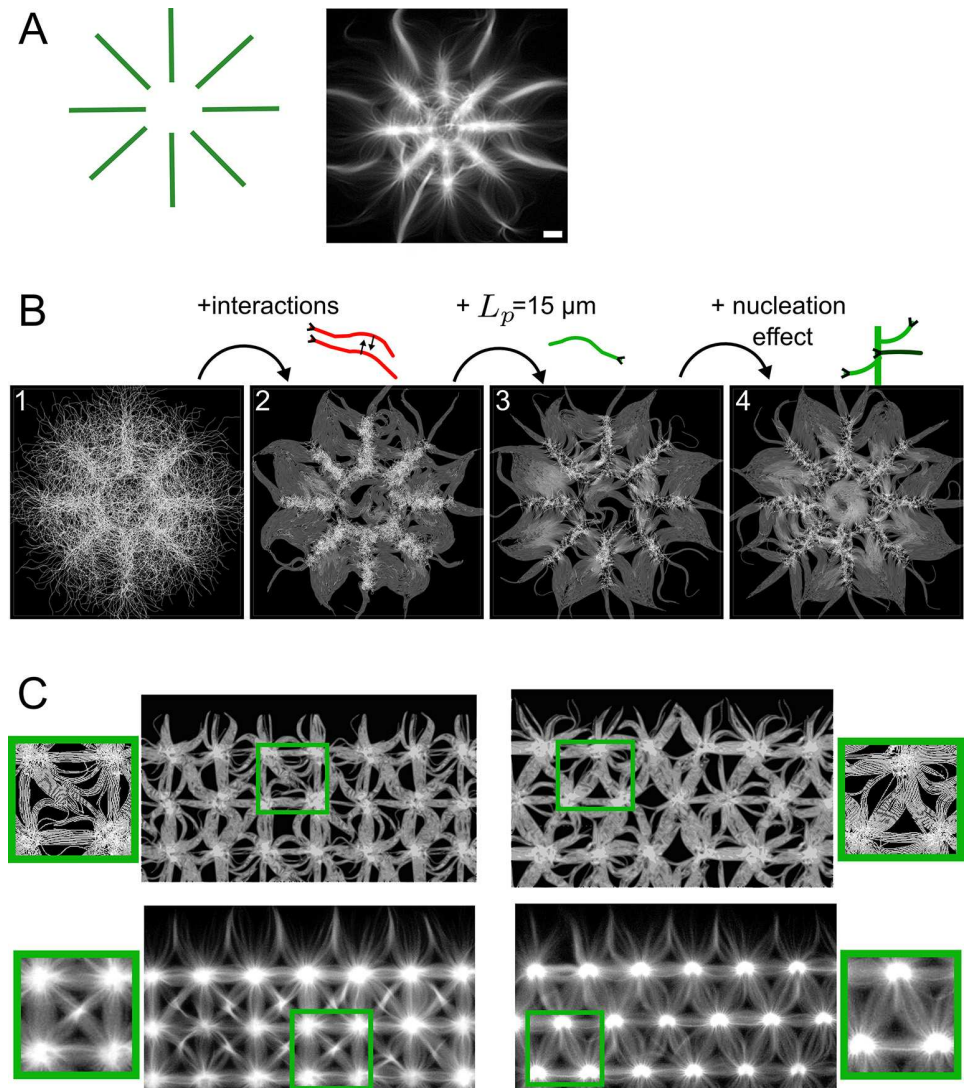 A
B
+interactions
+ Lp=15 µm
+ nucleation
effect
1
2
3
4
C